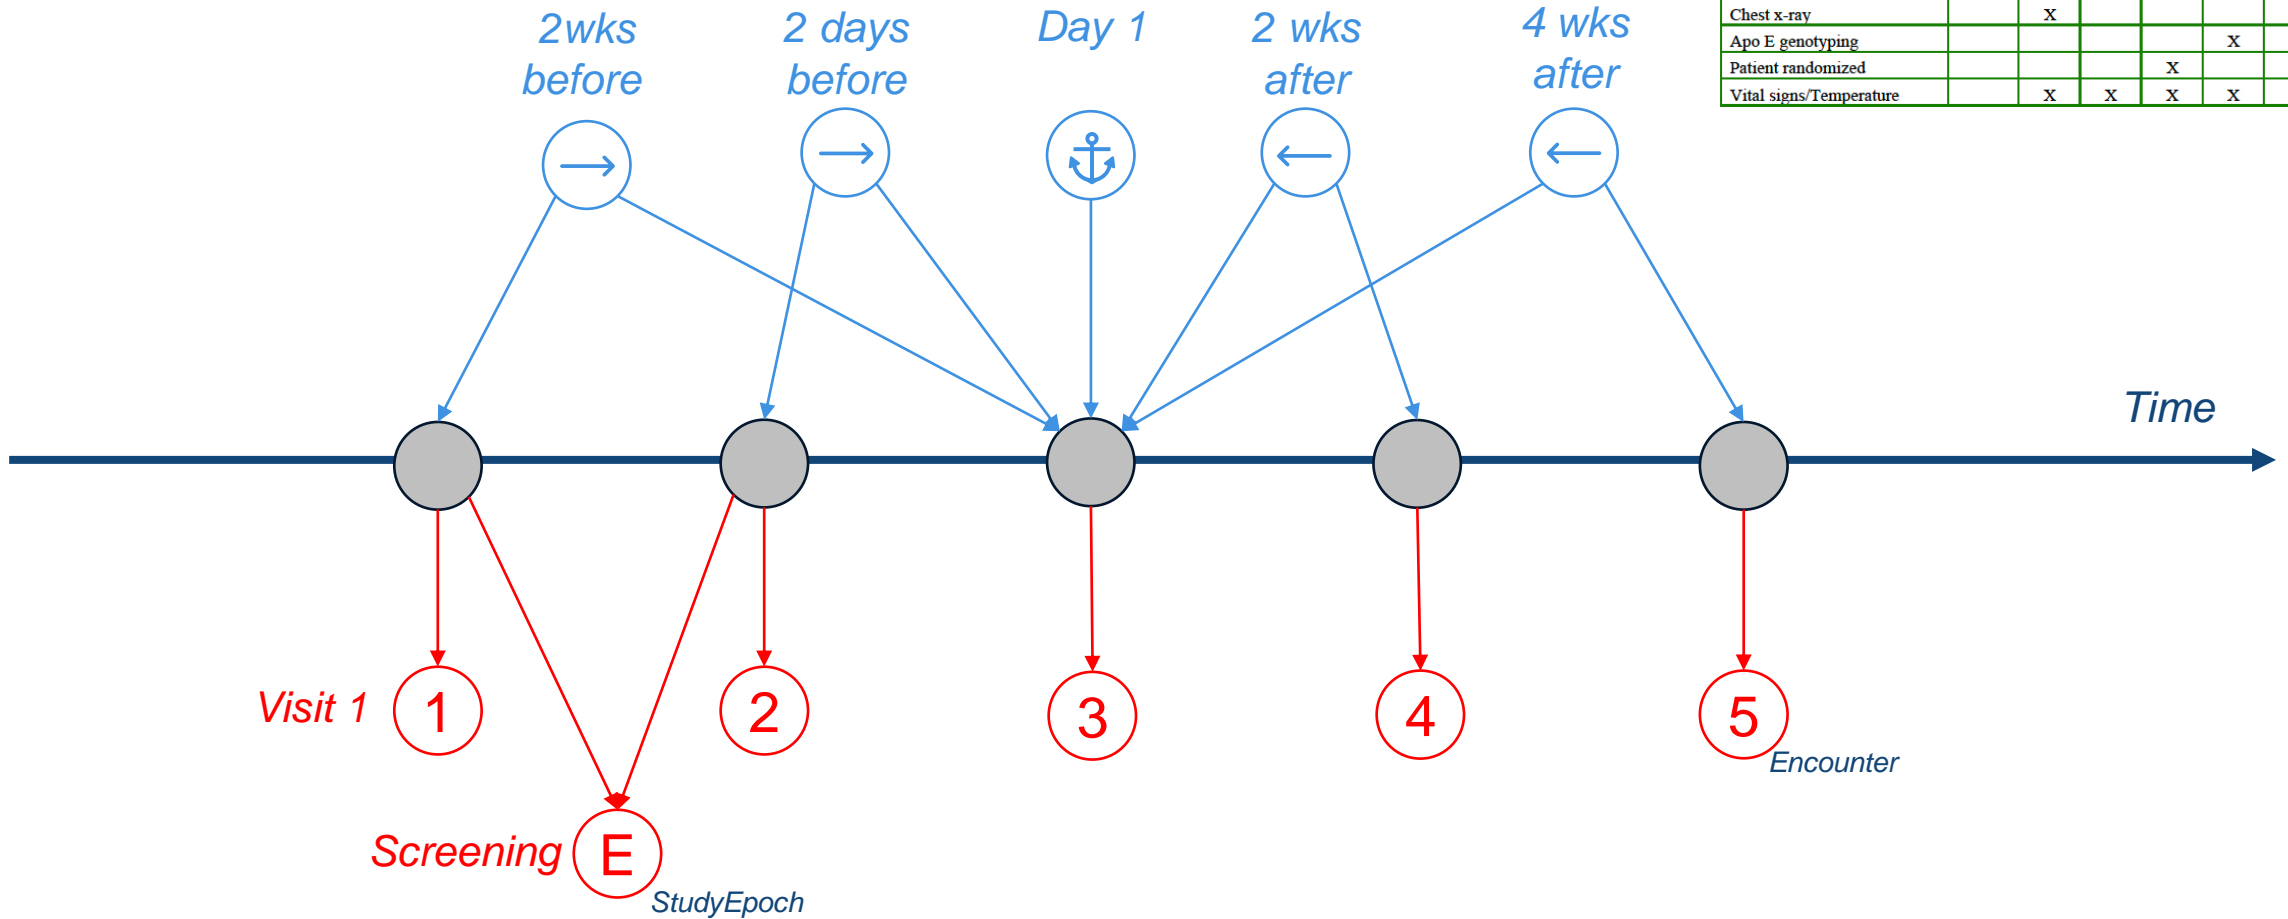 2wks
before
2 days
before
Day 1
2 wks
after
4 wks
after
Chest x-ray X
Apo E genotyping X
Patient randomized X
Vital signs/Temperature X X X X
Time
Visit 1
1
2
3
4
5
Encounter
Screening
E
StudyEpoch